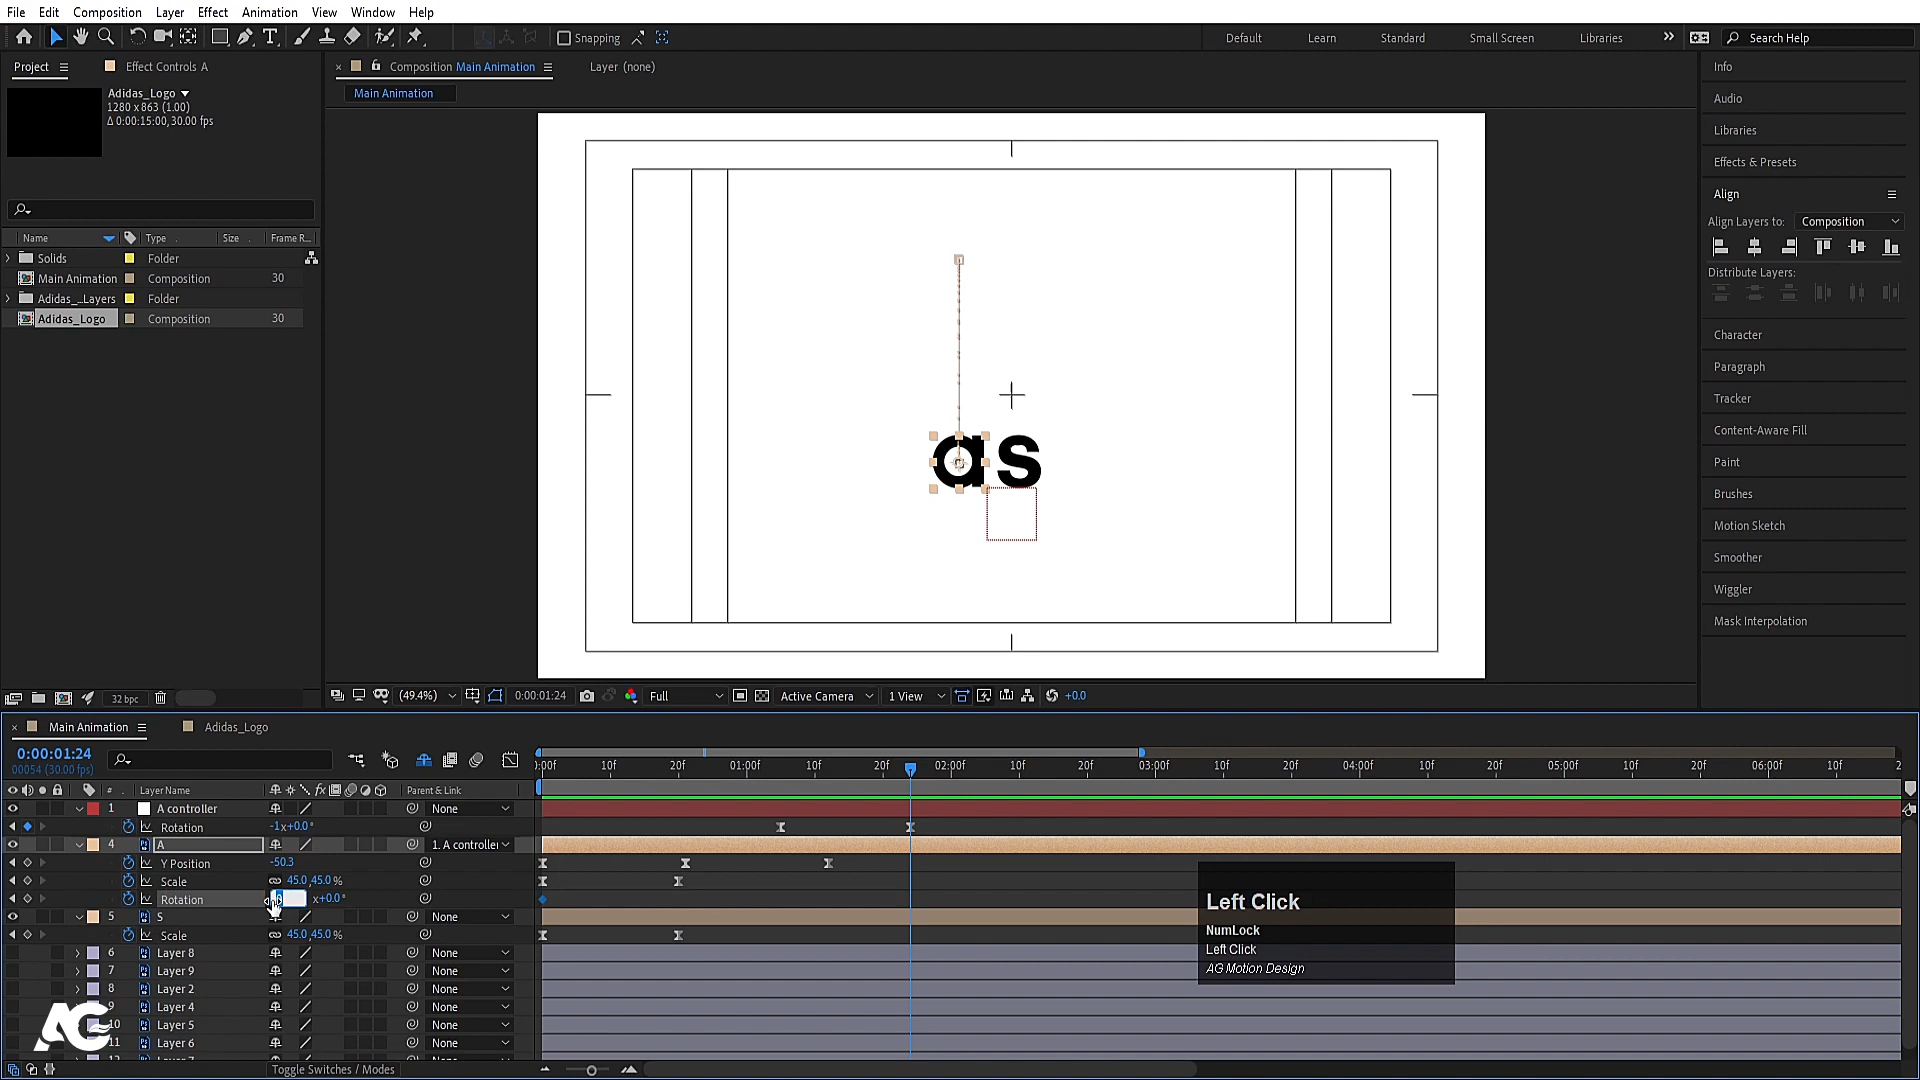 File Edit Composition Layer Effect Animation View Window Help
Snapping
Default Learn Standard Small Screen Libraries Search Help
Project Effect Controls A
Composition Main Animation Layer (none)
Main Animation
Adidas_Logo
1280 x 863 (1.00)
Δ 0:00:15:00, 30.00 fps
Name Type Size Frame R...
Solids Folder
Main Animation Composition 30
Adidas_...Layers Folder
Adidas_Logo Composition 30
as
Info
Audio
Libraries
Effects & Presets
Align
Align Layers to: Composition
Distribute Layers:
Character
Paragraph
Tracker
Content-Aware Fill
Paint
Brushes
Motion Sketch
Smoother
Wiggler
Mask Interpolation
32 bpc
(49.4%) 0:00:01:24 Full Active Camera 1 View +0.0
Main Animation Adidas_Logo
0:00:01:24
00054 (30.00 fps)
):00f 10f 20f 01:00f 10f 20f 02:00f 10f 20f 03:00f 10f 20f 04:00f 10f 20f 05:00f 10f 20f 06:00f 10f 2
# Layer Name fx Parent & Link
1 A controller None
Rotation -1x+0.0°
4 A 1. A controller
Y Position -50.3
Scale 45.0,45.0%
Rotation x+0.0°
5 S None
Scale 45.0,45.0%
6 Layer 8 None
7 Layer 9 None
8 Layer 2 None
9 Layer 4 None
10 Layer 5 None
11 Layer 6 None
Toggle Switches / Modes
Left Click
NumLock
Left Click
AG Motion Design
AG